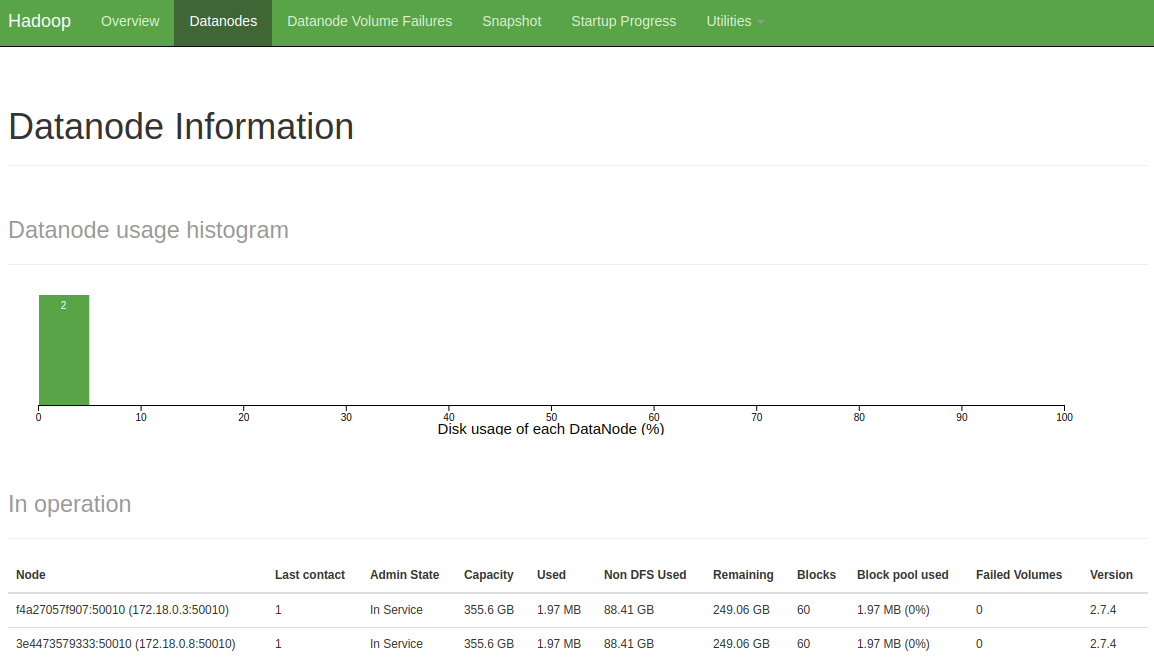 Hadoop Overview Datanodes Datanode Volume Failures Snapshot Startup Progress Utilities
Datanode Information
Datanode usage histogram
2
0 10 20 30 40 50 60 70 80 90 100
Disk usage of each DataNode (%)
In operation
Node Last contact Admin State Capacity Used Non DFS Used Remaining Blocks Block pool used Failed Volumes Version
f4a27057f907:50010 (172.18.0.3:50010) 1 In Service 355.6 GB 1.97 MB 88.41 GB 249.06 GB 60 1.97 MB (0%) 0 2.7.4
3e4473579333:50010 (172.18.0.8:50010) 1 In Service 355.6 GB 1.97 MB 88.41 GB 249.06 GB 60 1.97 MB (0%) 0 2.7.4